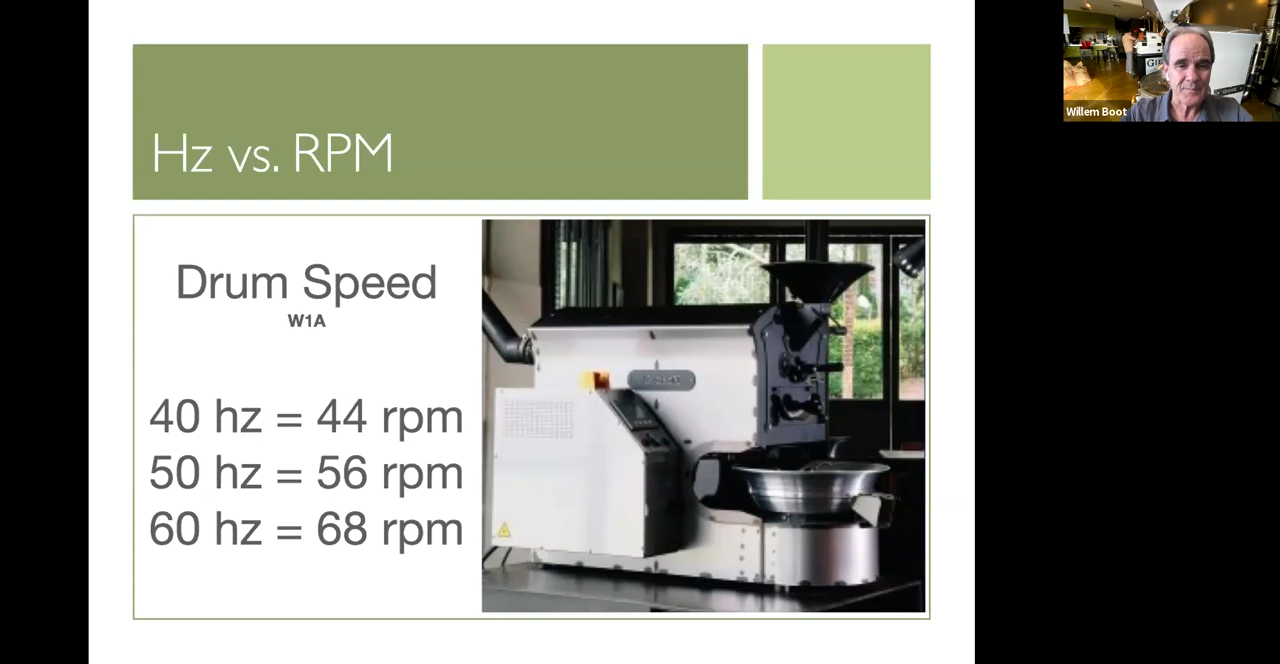 Hz vs. RPM
Drum Speed
W1A
40 hz = 44 rpm
50 hz = 56 rpm
60 hz = 68 rpm
Willem Boot